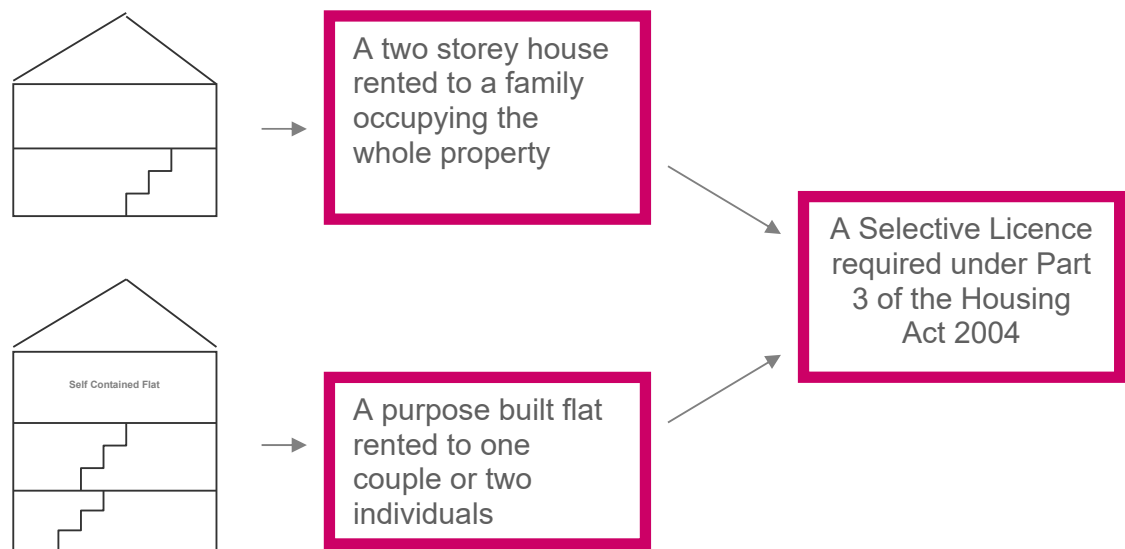 A two storey house
rented to a family
occupying the
whole property
A Selective Licence
required under Part
3 of the Housing
Act 2004
Self Contained Flat
A purpose built flat
rented to one
couple or two
individuals